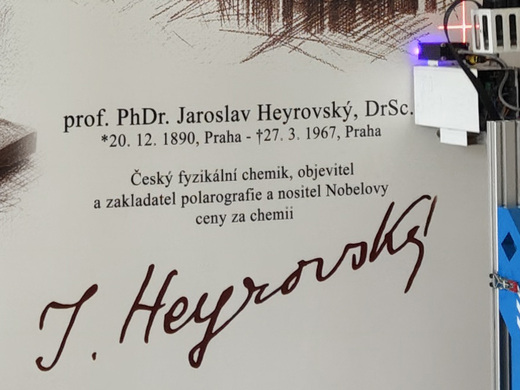 prof. PhDr. Jaroslav Heyrovský, DrSc.
*20. 12. 1890, Praha - †27. 3. 1967, Praha
Český fyzikální chemik, objevitel
a zakladatel polarografie a nositel Nobelovy
ceny za chemii
J. Heyrovský